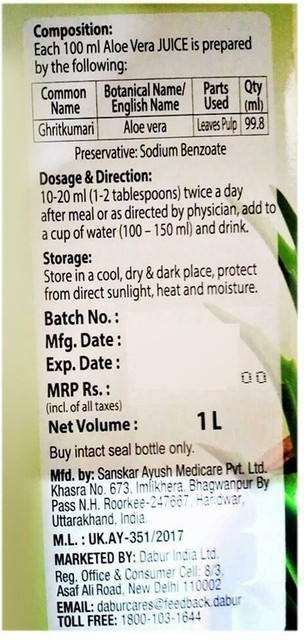 Composition:
Each 100 ml Aloe Vera JUICE is prepared
by the following:
Common Name Botanical Name/ English Name Parts Used Qty (ml)
Ghritkumari Aloe vera Leaves Pulp 99.8
Preservative: Sodium Benzoate
Dosage & Direction:
10-20 ml (1-2 tablespoons) twice a day
after meal or as directed by physician, add to
a cup of water (100 – 150 ml) and drink.
Storage:
Store in a cool, dry & dark place, protect
from direct sunlight, heat and moisture.
Batch No. :
Mfg. Date :
Exp. Date :
00
MRP Rs. :
(incl. of all taxes)
Net Volume : 1 L
Buy intact seal bottle only.
Mfd. by: Sanskar Ayush Medicare Pvt. Ltd.
Khasra No. 673, Imlikhera, Bhagwanpur By
Pass N.H. Roorkee-247667, Haridwar,
Uttarakhand, India.
M.L. : UK.AY-351/2017
MARKETED BY: Dabur India Ltd.
Reg. Office & Consumer Cell: 8/3,
Asaf Ali Road, New Delhi 110002
EMAIL: daburcares@feedback.dabur
TOLL FREE: 1800-103-1644